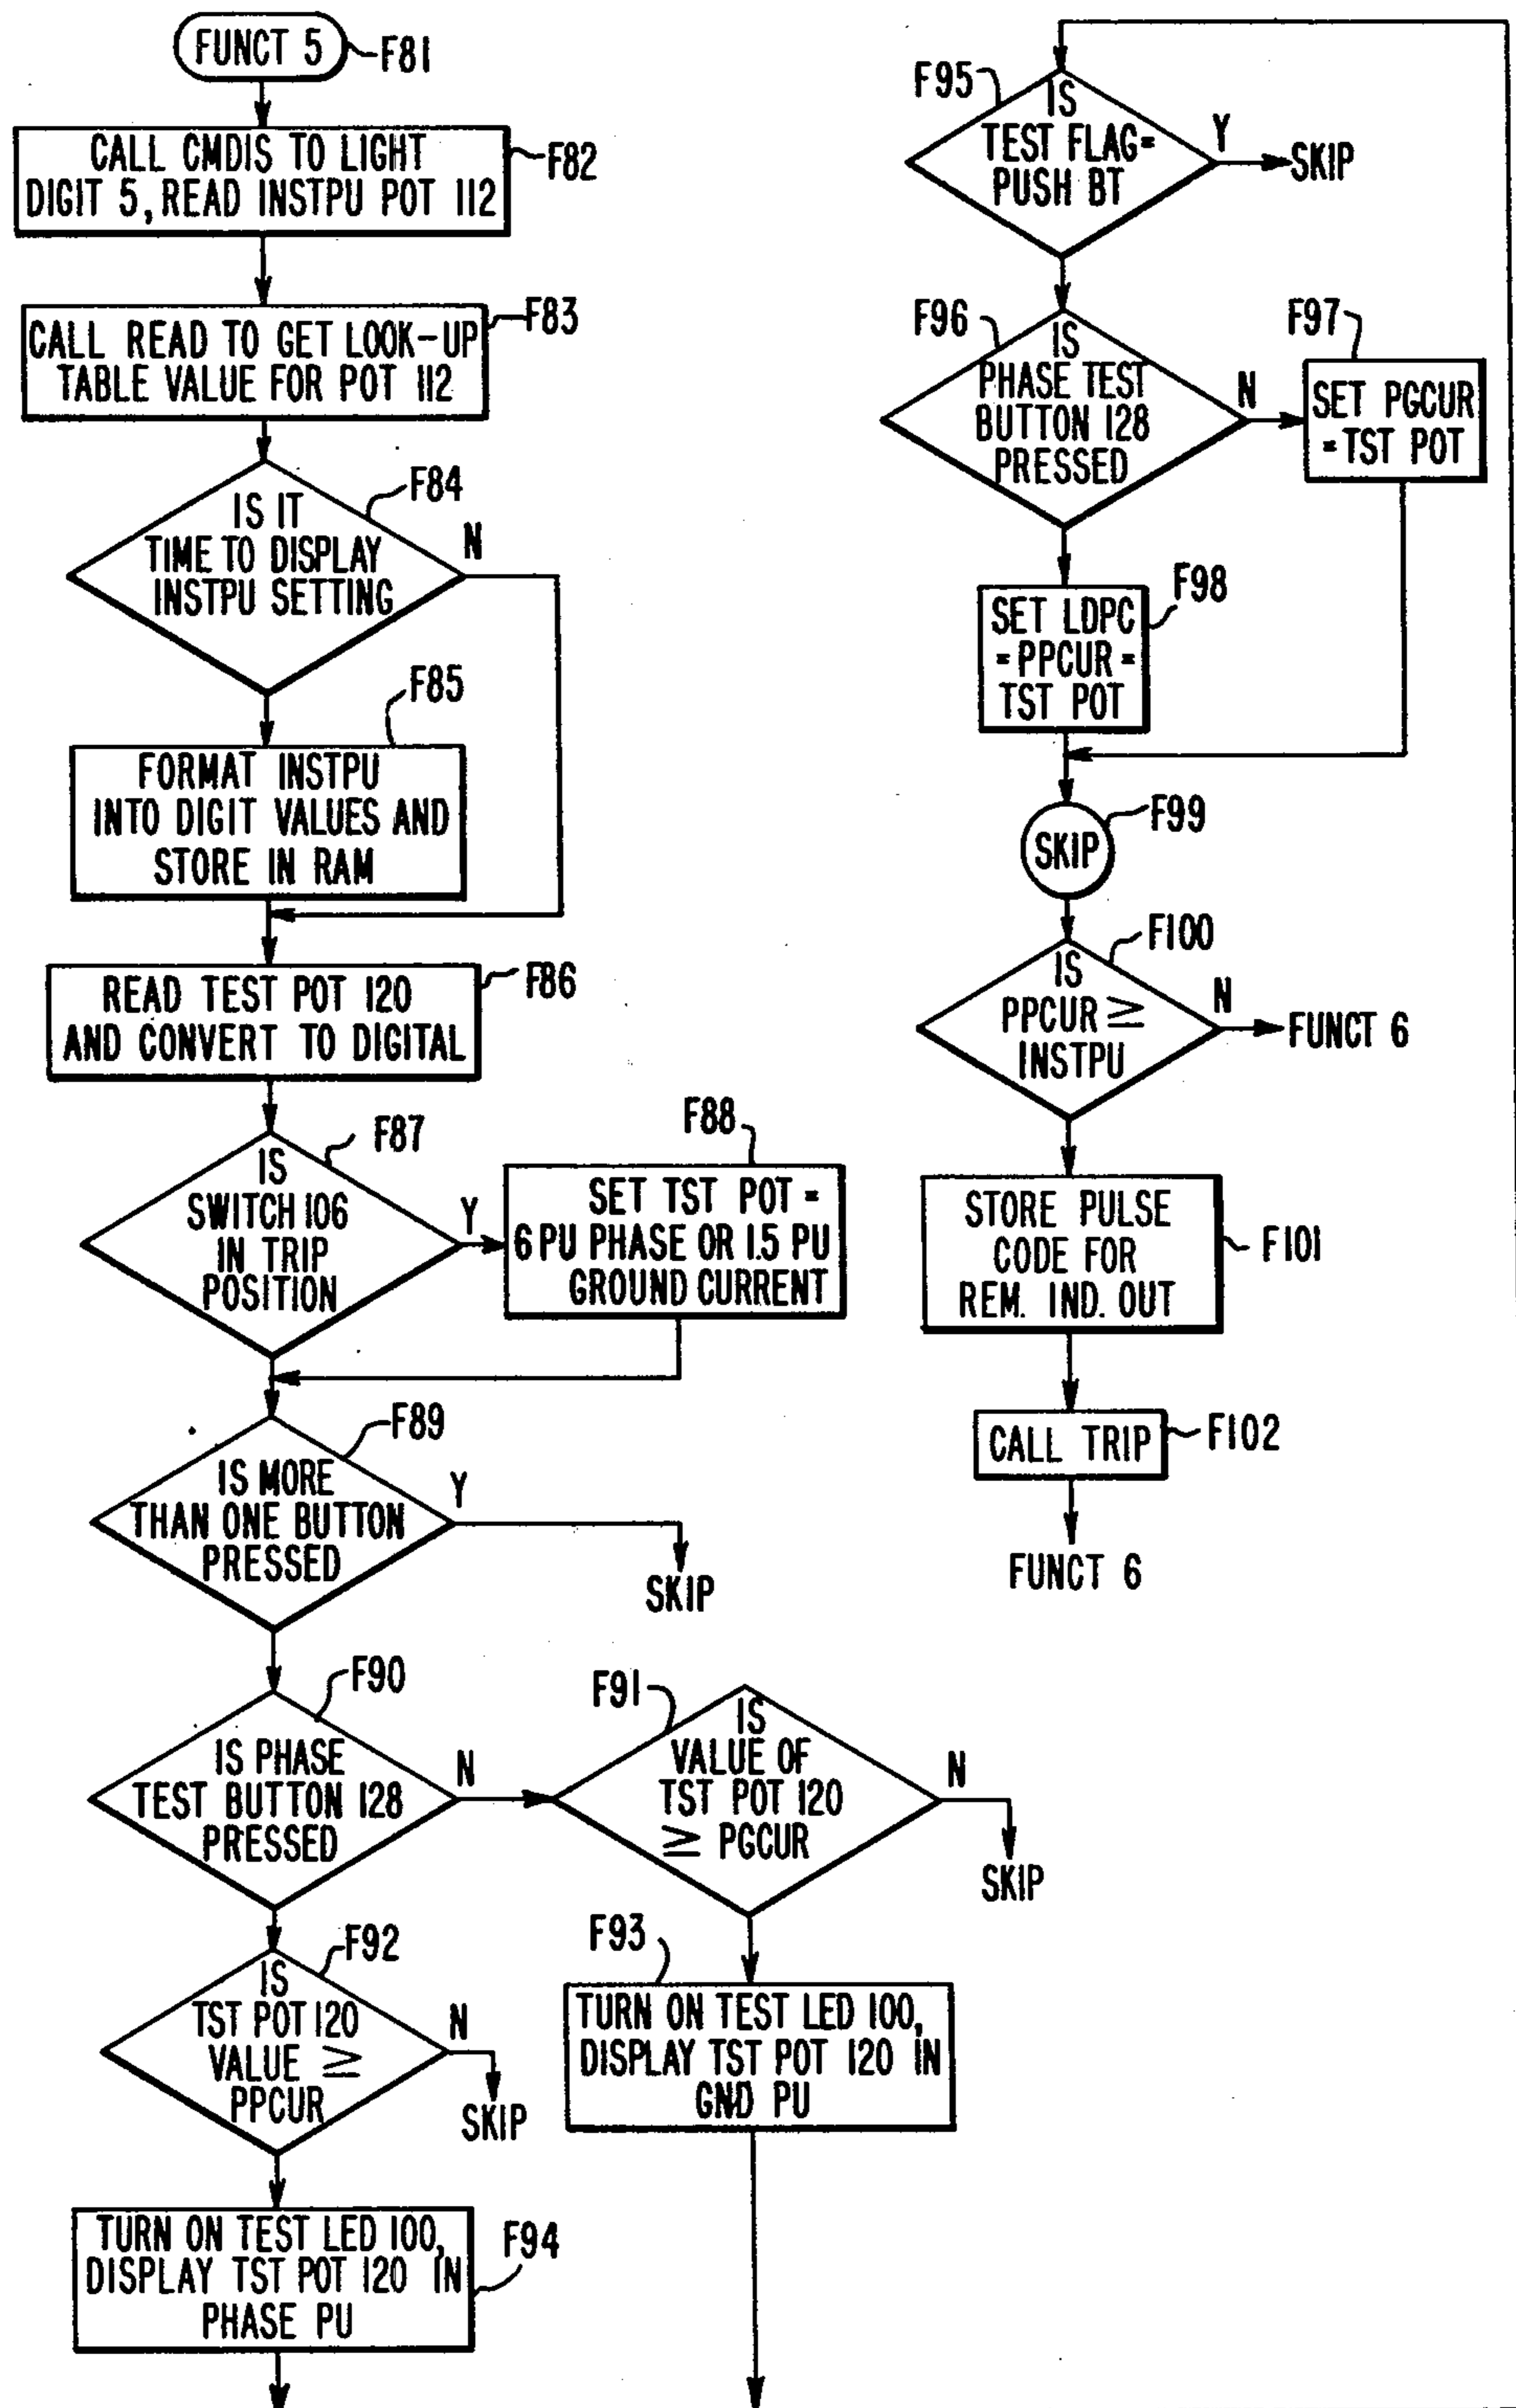 FUNCT 5
F81
CALL CMDIS TO LIGHT
DIGIT 5, READ INSTPU POT 112
F82
CALL READ TO GET LOOK-UP
TABLE VALUE FOR POT 112
F83
IS IT
TIME TO DISPLAY
INSTPU SETTING
F84
N
FORMAT INSTPU
INTO DIGIT VALUES AND
STORE IN RAM
F85
READ TEST POT 120
AND CONVERT TO DIGITAL
F86
IS
SWITCH 106
IN TRIP
POSITION
F87
Y
SET TST POT =
6 PU PHASE OR 1.5 PU
GROUND CURRENT
F88
IS MORE
THAN ONE BUTTON
PRESSED
F89
Y
SKIP
IS PHASE
TEST BUTTON 128
PRESSED
F90
N
IS
VALUE OF
TST POT 120
≥ PGCUR
F91
N
SKIP
IS
TST POT 120
VALUE ≥
PPCUR
F92
N
SKIP
TURN ON TEST LED 100,
DISPLAY TST POT 120 IN
GND PU
F93
TURN ON TEST LED 100,
DISPLAY TST POT 120 IN
PHASE PU
F94
IS
TEST FLAG=
PUSH BT
F95
Y
SKIP
IS
PHASE TEST
BUTTON 128
PRESSED
F96
N
SET PGCUR
=TST POT
F97
SET LDPC
=PPCUR=
TST POT
F98
SKIP
F99
IS
PPCUR ≥
INSTPU
F100
N
FUNCT 6
STORE PULSE
CODE FOR
REM. IND. OUT
F101
CALL TRIP
F102
FUNCT 6